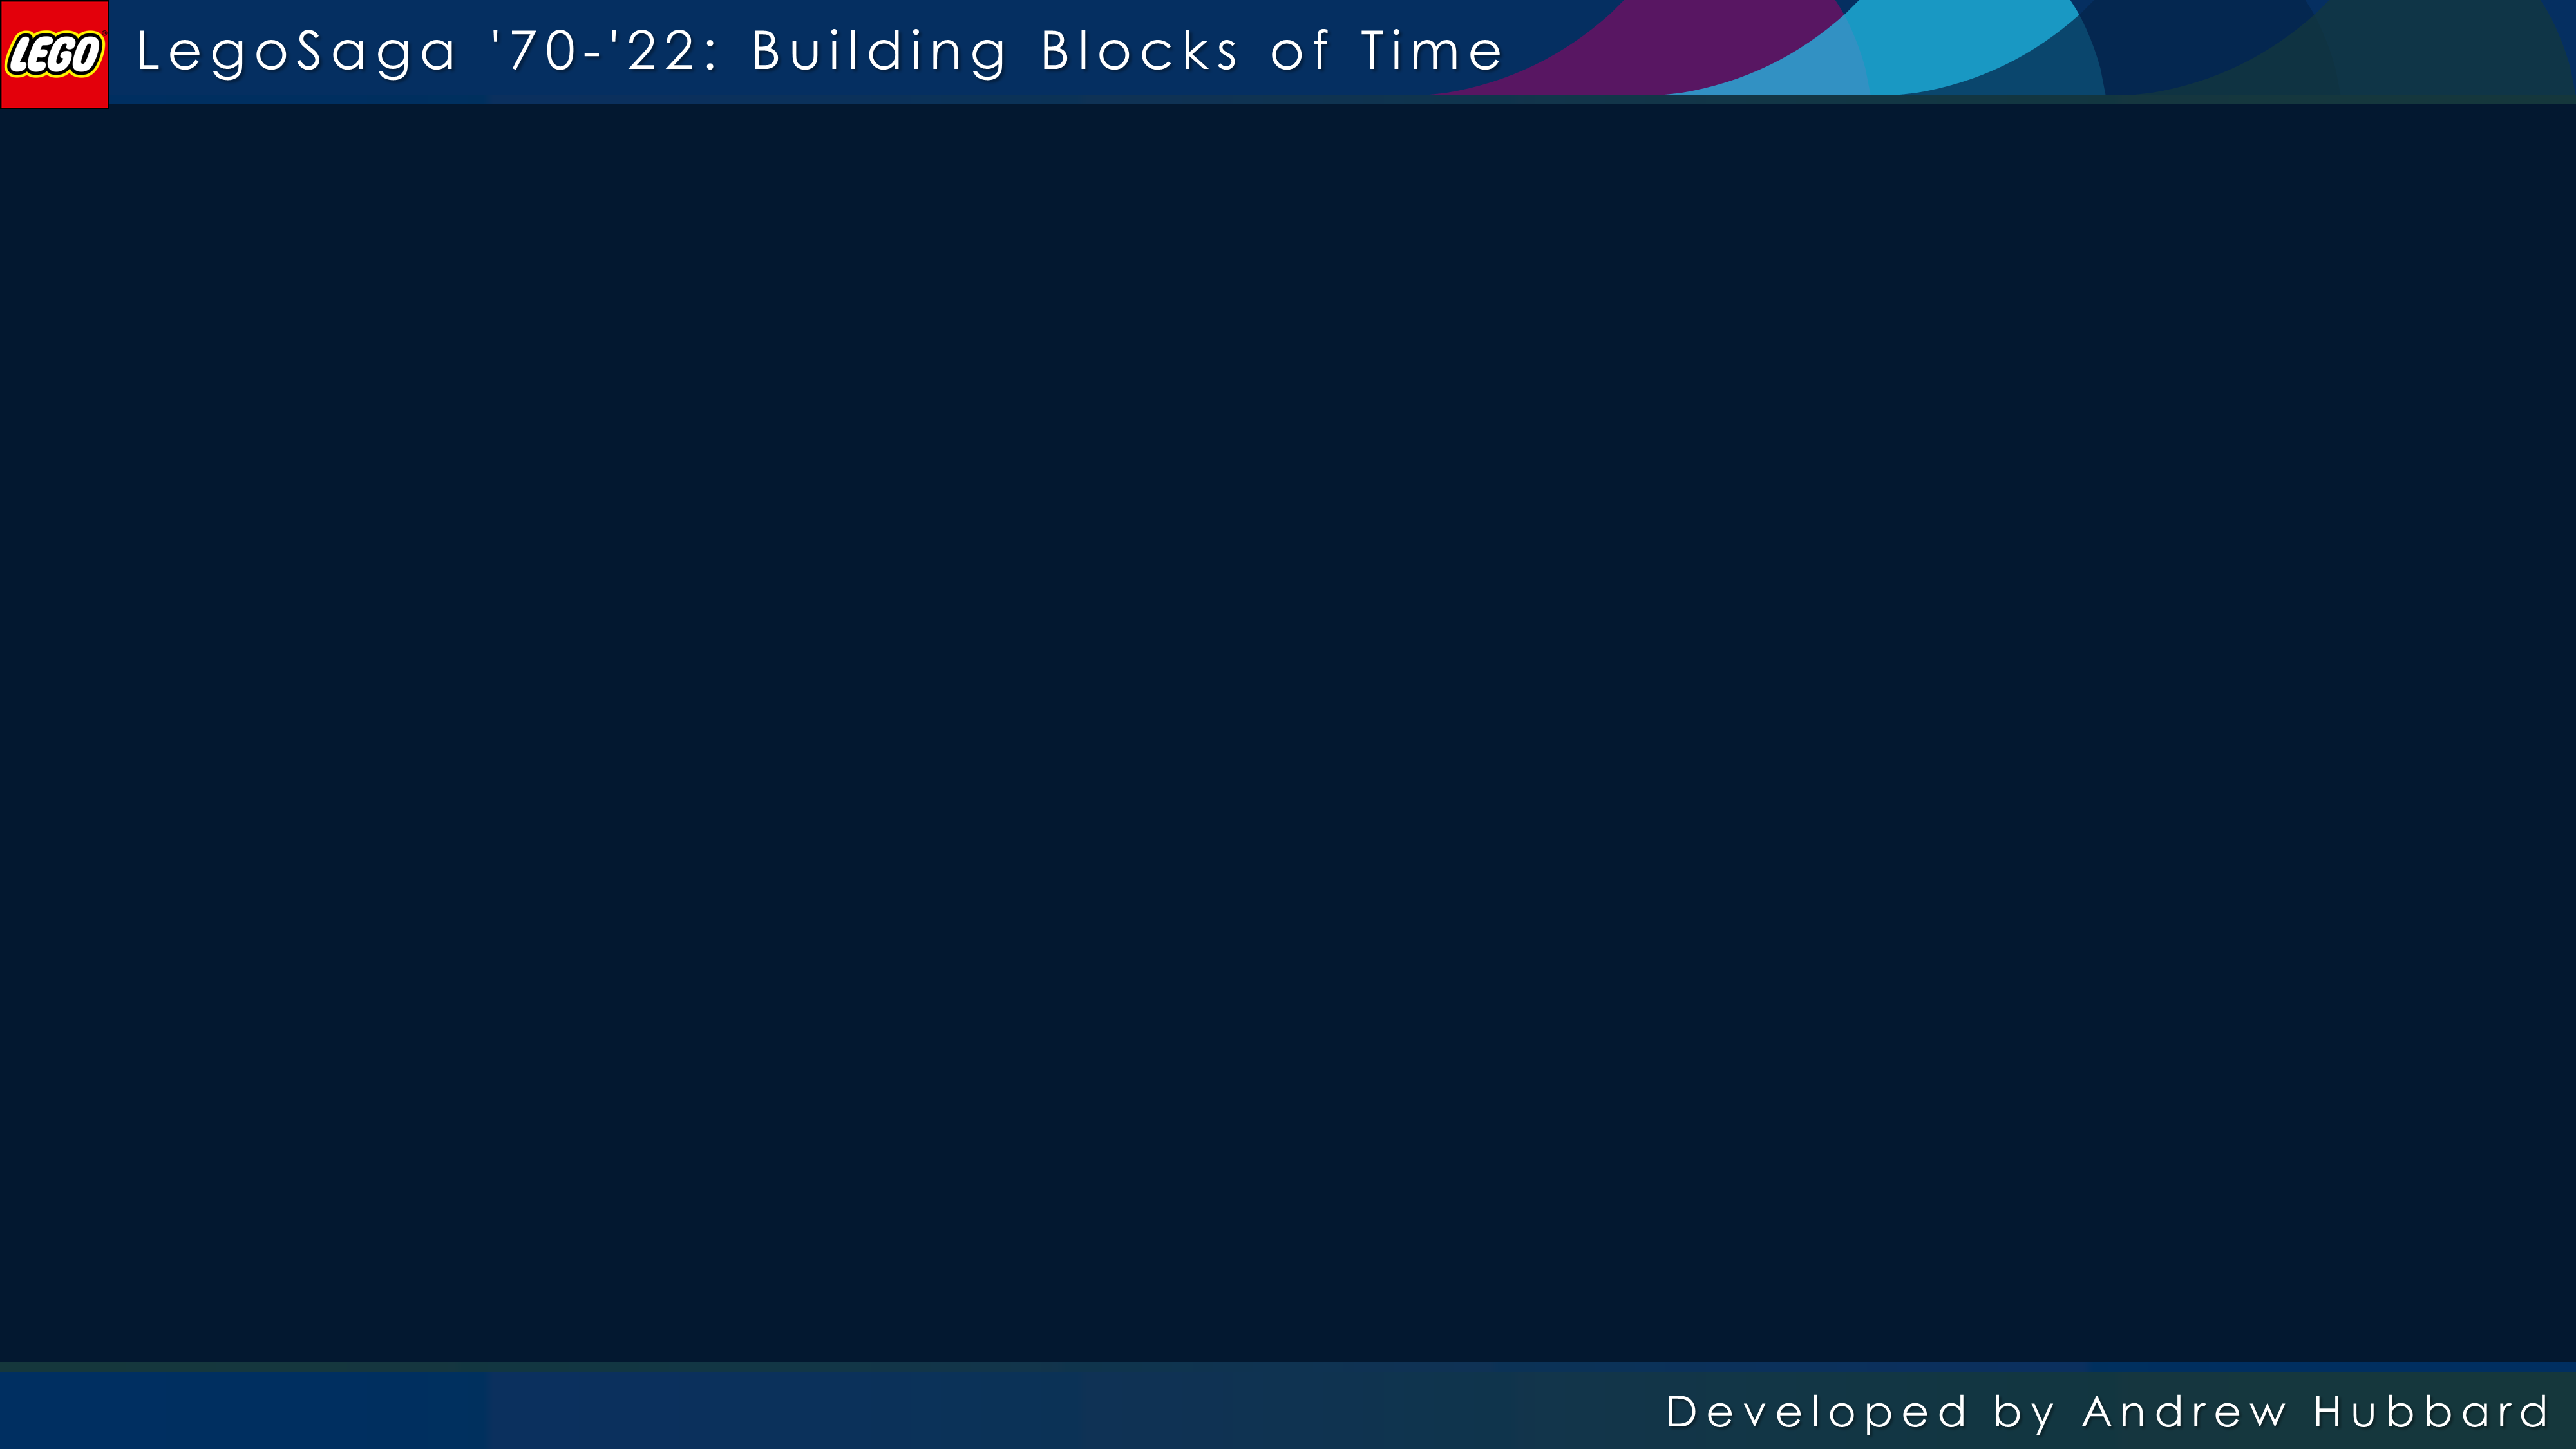 LEGO
LegoSaga '70-'22: Building Blocks of Time
Developed by Andrew Hubbard